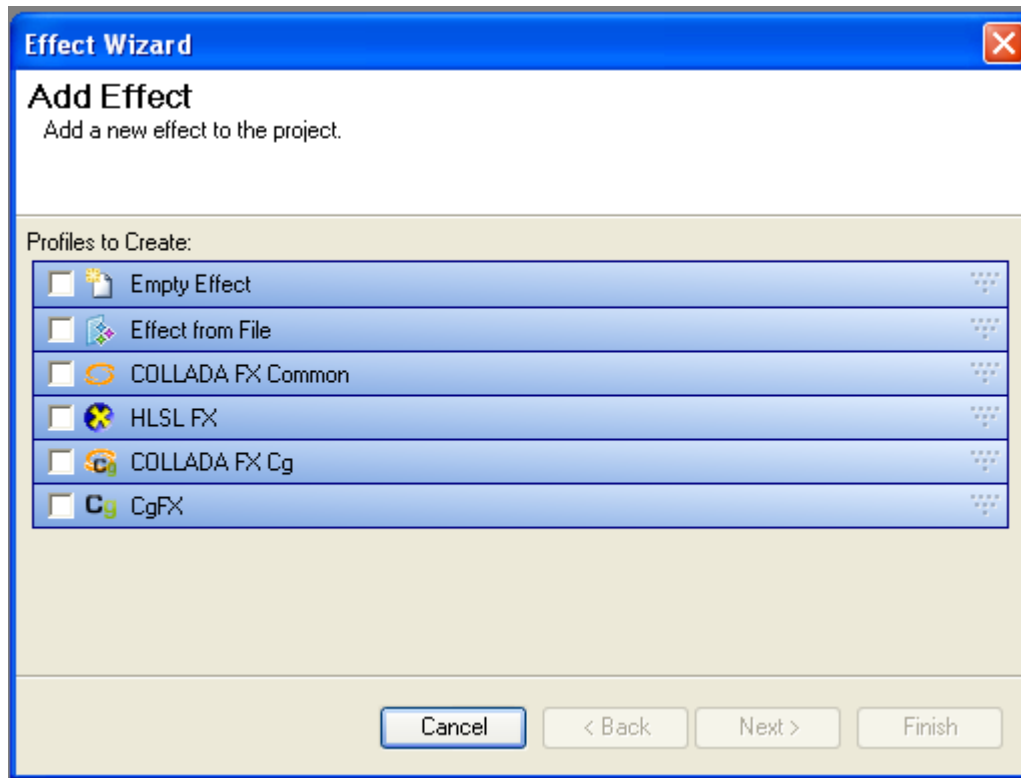 Effect Wizard
Add Effect
Add a new effect to the project.
Profiles to Create:
Empty Effect
Effect from File
COLLADA FX Common
HLSL FX
COLLADA FX Cg
Cg CgFX
Cancel < Back Next > Finish